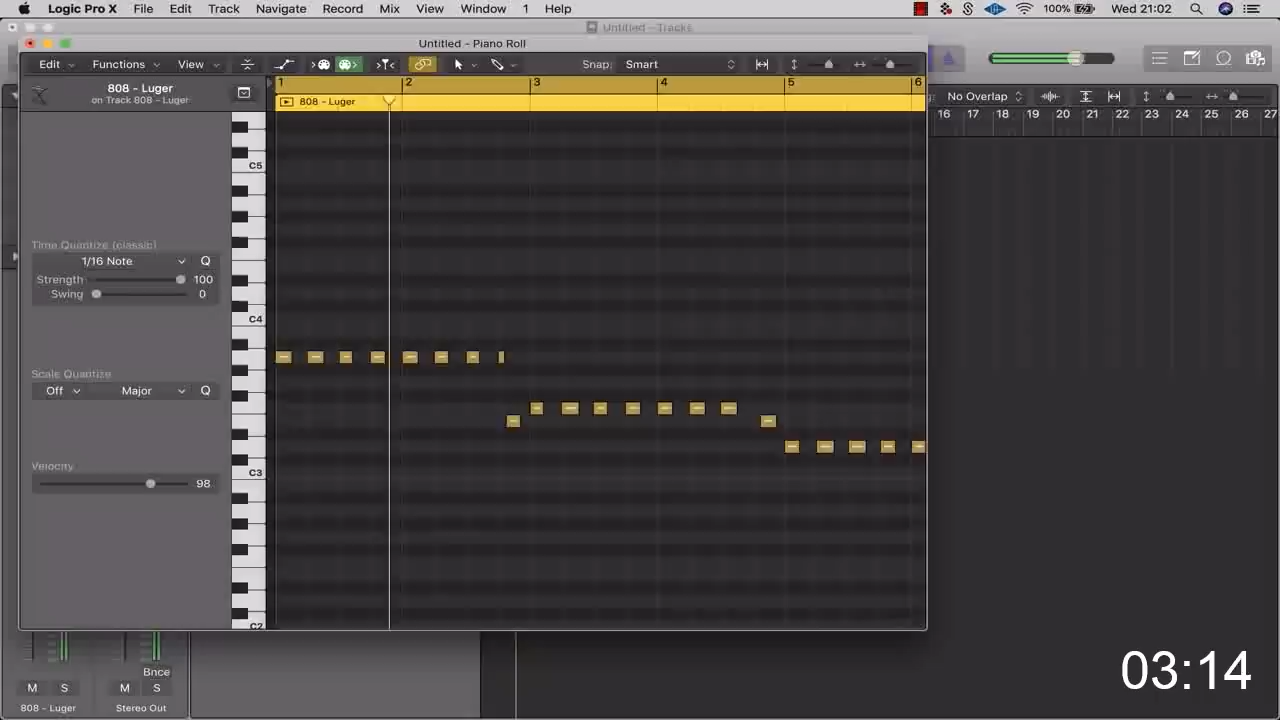 Logic Pro X File Edit Track Navigate Record Mix View Window 1 Help 100% Wed 21:02
Untitled - Tracks
Untitled - Piano Roll
Edit Functions View Snap: Smart
1 2 3 4 5 6
808 - Luger
on Track 808 - Luger
808 - Luger
No Overlap
16 17 18 19 20 21 22 23 24 25 26 27
C5
Time Quantize (classic)
1/16 Note Q
Strength 100
Swing 0
C4
Scale Quantize
Off Major Q
Velocity
98
C3
C2
Bnce
M S M S
808 - Luger Stereo Out
03:14